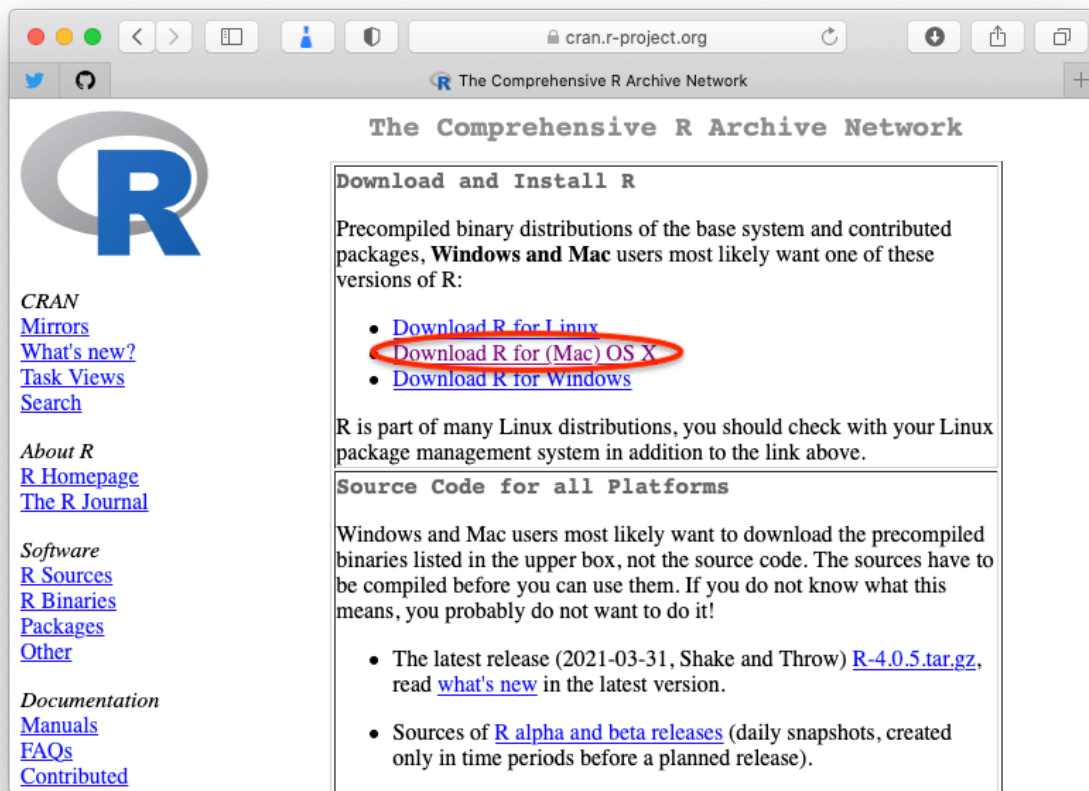 cran.r-project.org
The Comprehensive R Archive Network
R
The Comprehensive R Archive Network
CRAN
Mirrors
What's new?
Task Views
Search
About R
R Homepage
The R Journal
Software
R Sources
R Binaries
Packages
Other
Documentation
Manuals
FAQs
Contributed
Download and Install R
Precompiled binary distributions of the base system and contributed
packages, Windows and Mac users most likely want one of these
versions of R:
• Download R for Linux
• Download R for (Mac) OS X
• Download R for Windows
R is part of many Linux distributions, you should check with your Linux
package management system in addition to the link above.
Source Code for all Platforms
Windows and Mac users most likely want to download the precompiled
binaries listed in the upper box, not the source code. The sources have to
be compiled before you can use them. If you do not know what this
means, you probably do not want to do it!
• The latest release (2021-03-31, Shake and Throw) R-4.0.5.tar.gz,
read what's new in the latest version.
• Sources of R alpha and beta releases (daily snapshots, created
only in time periods before a planned release).